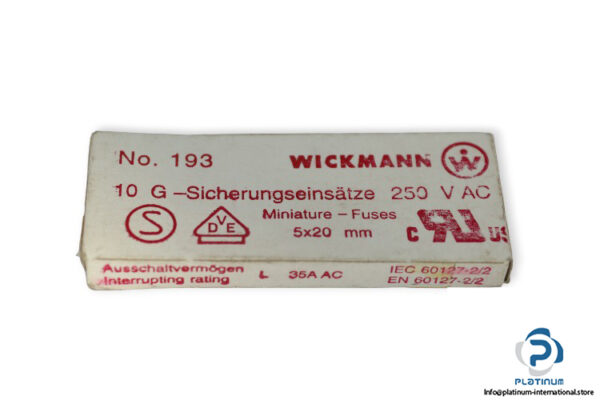 No. 193 WICKMANN W
10 G-Sicherungseinsätze 250 V AC
Miniature - Fuses
5x20 mm
S
DVE
c RU US
Ausschaltvermögen
Interrupting rating
L 35A AC
IEC 60127-2/2
EN 60127-2/2
P
PLATINUM
Info@platinum-international.store